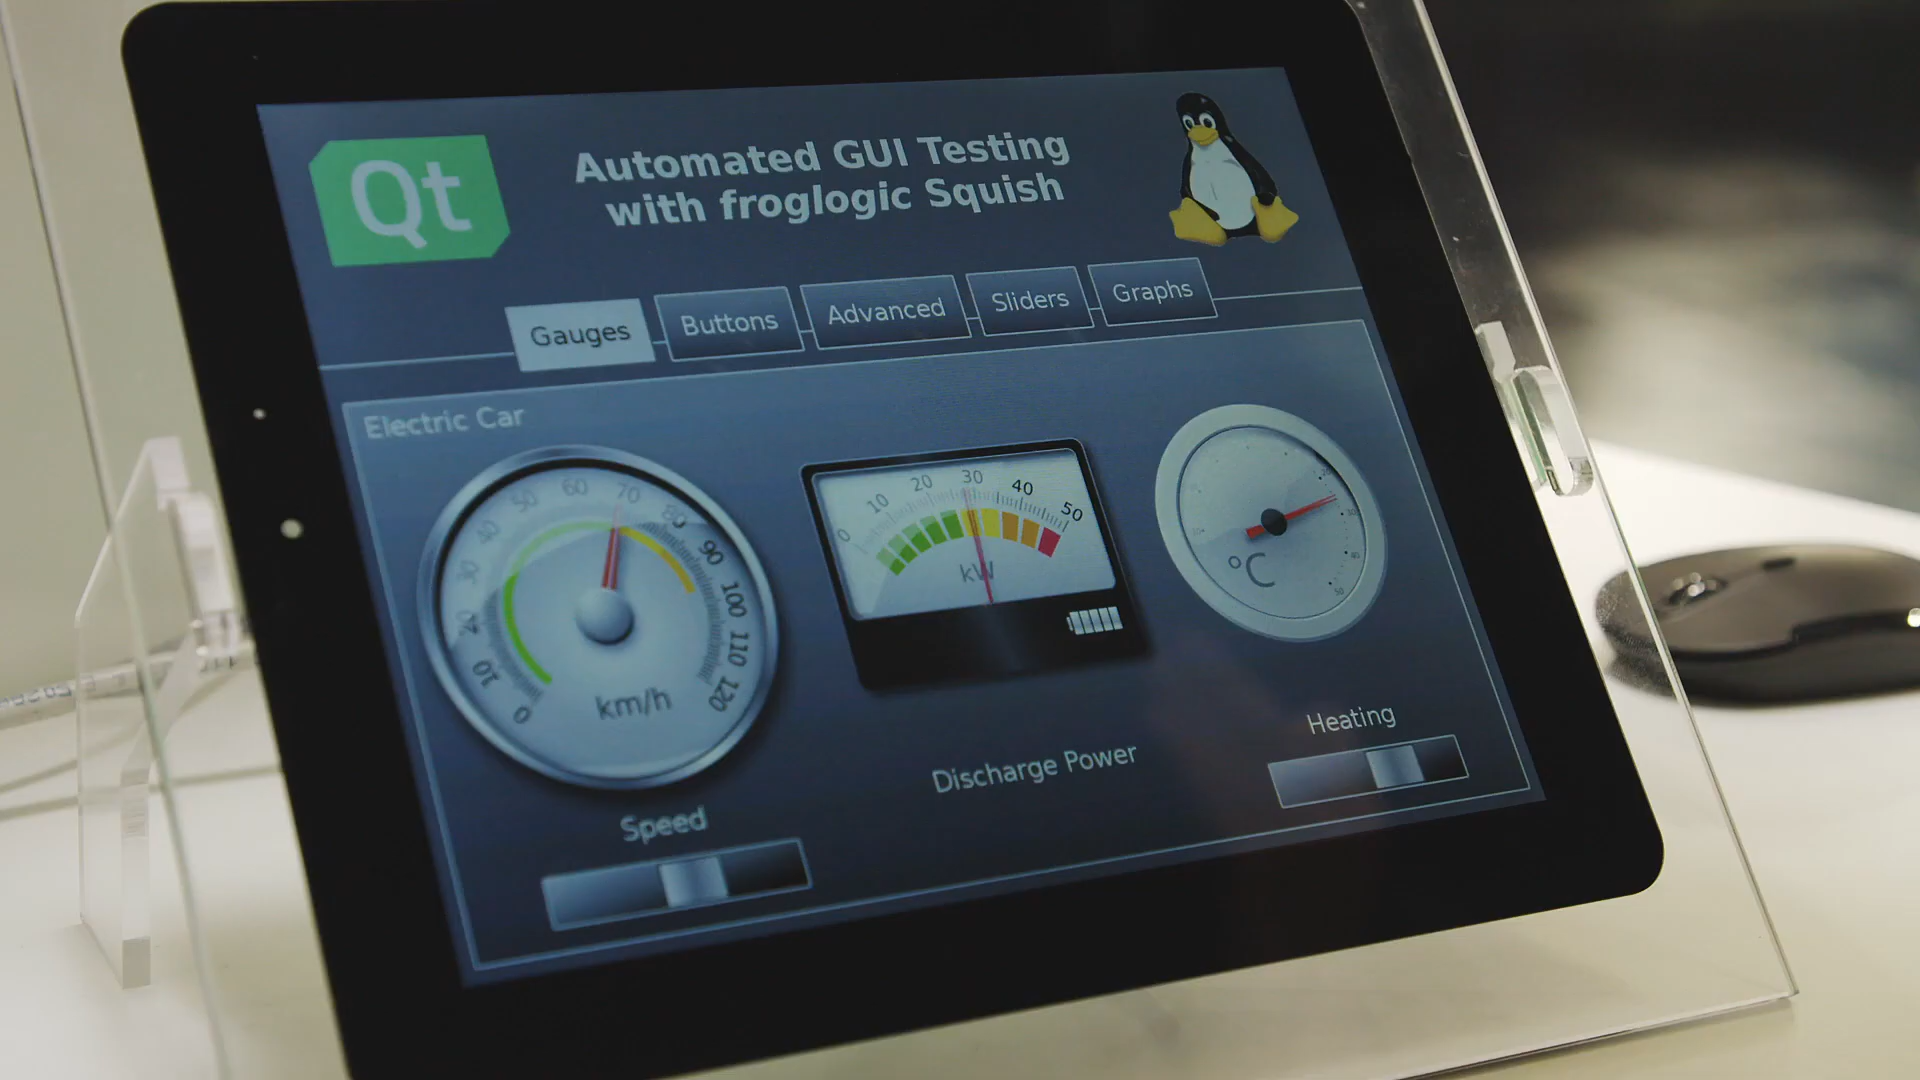 Qt
Automated GUI Testing
with froglogic Squish
Gauges
Buttons
Advanced
Sliders
Graphs
Electric Car
0 10 20 30 40 50 60 70 80 90 100 110 120
km/h
0 10 20 30 40 50
kW
°C
Discharge Power
Speed
Heating